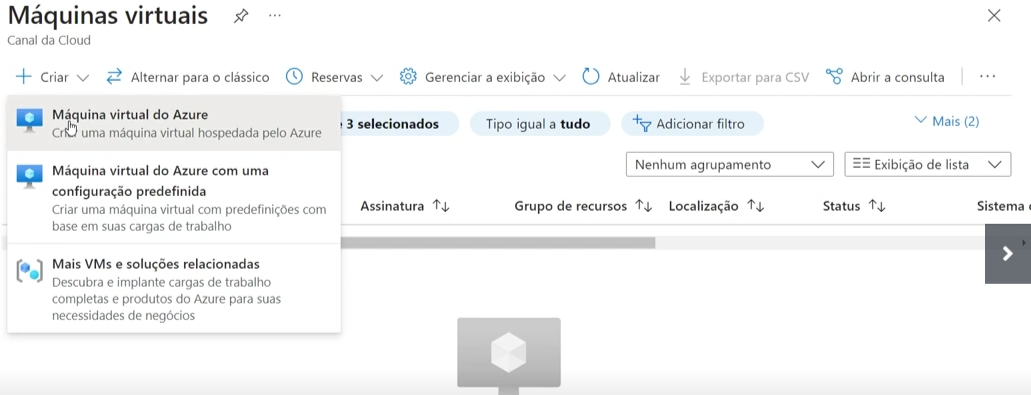 Máquinas virtuais
Canal da Cloud
Criar
Alternar para o clássico
Reservas
Gerenciar a exibição
Atualizar
Exportar para CSV
Abrir a consulta
Máquina virtual do Azure
Criar uma máquina virtual hospedada pelo Azure
3 selecionados
Tipo igual a tudo
Adicionar filtro
Mais (2)
Máquina virtual do Azure com uma
configuração predefinida
Criar uma máquina virtual com predefinições com
base em suas cargas de trabalho
Nenhum agrupamento
Exibição de lista
Assinatura
Grupo de recursos
Localização
Status
Sistema
Mais VMs e soluções relacionadas
Descubra e implante cargas de trabalho
completas e produtos do Azure para suas
necessidades de negócios